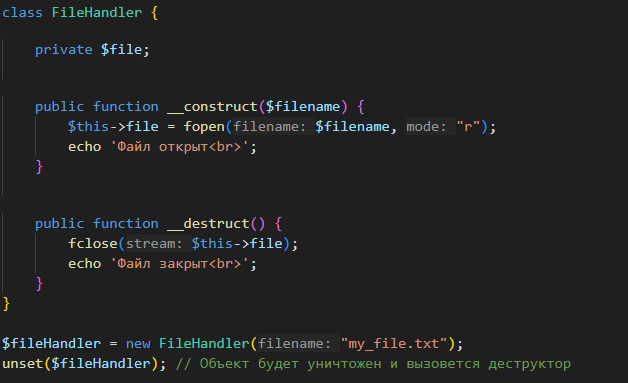 class FileHandler {
private $file;
public function __construct($filename) {
$this->file = fopen(filename: $filename, mode: "r");
echo 'Файл открыт<br>';
}
public function __destruct() {
fclose(stream: $this->file);
echo 'Файл закрыт<br>';
}
}
$fileHandler = new FileHandler(filename: "my_file.txt");
unset($fileHandler); // Объект будет уничтожен и вызовется деструктор